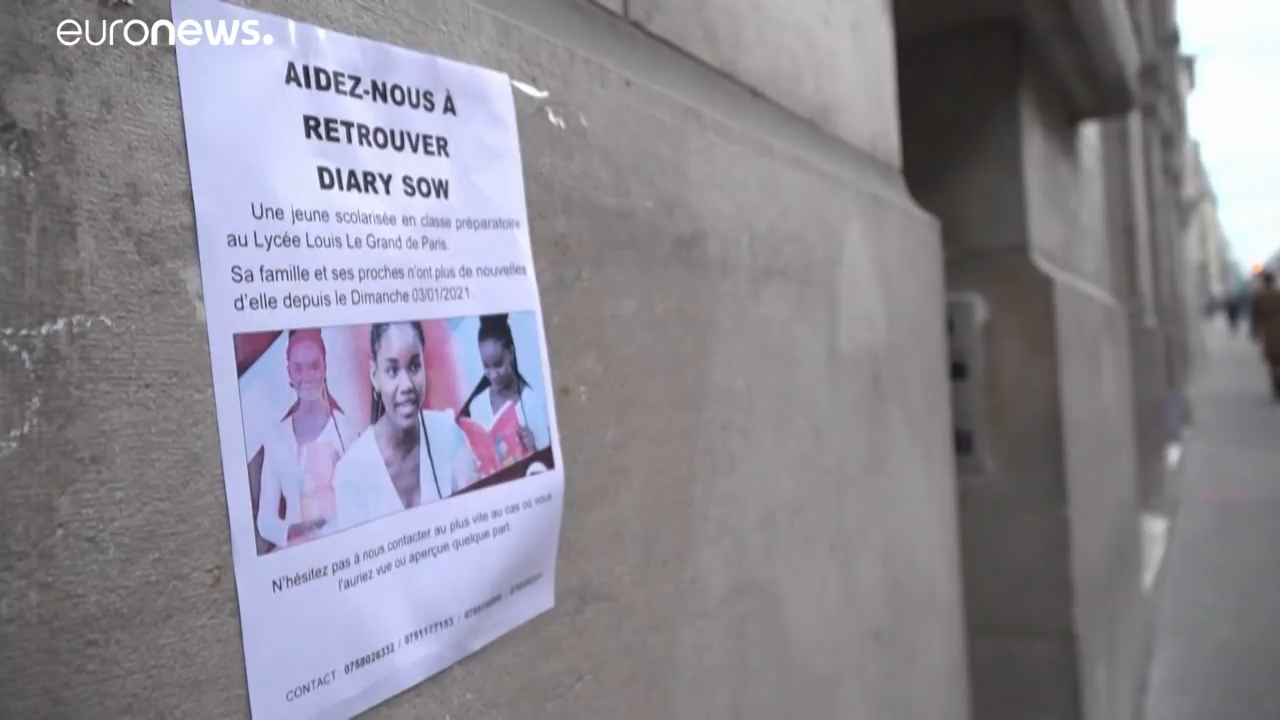 euronews.
AIDEZ-NOUS À
RETROUVER
DIARY SOW
Une jeune scolarisée en classe préparatoire
au Lycée Louis Le Grand de Paris.
Sa famille et ses proches n'ont plus de nouvelles
d'elle depuis le Dimanche 03/01/2021.
N'hésitez pas à nous contacter au plus vite au cas où vous
l'auriez vue ou aperçue quelque part.
CONTACT 0758026332 / 0751177153 /